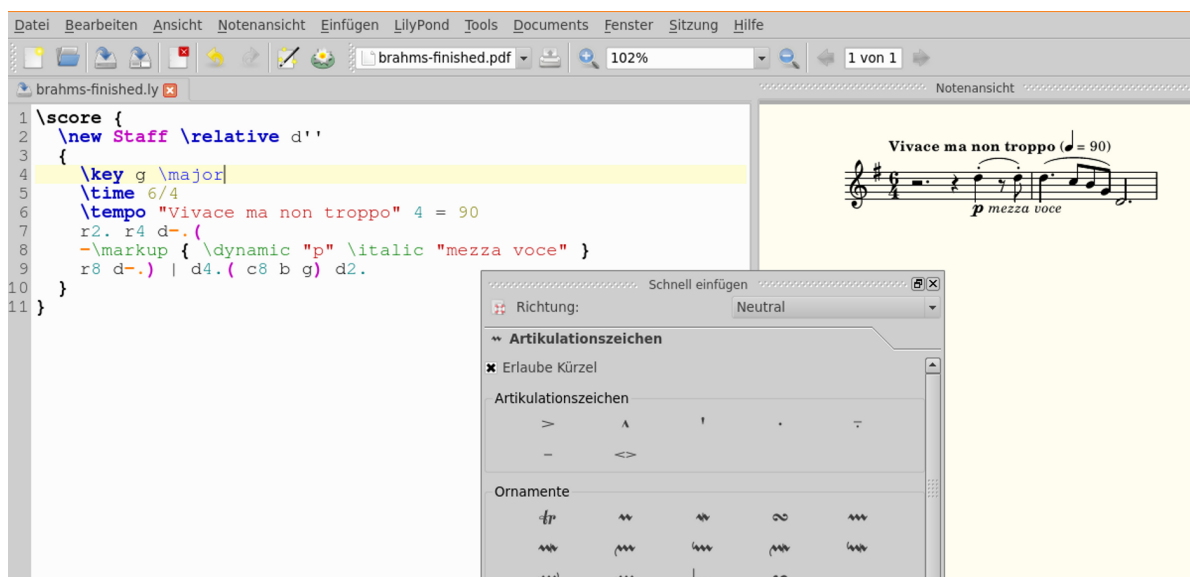 Datei Bearbeiten Ansicht Notenansicht Einfügen LilyPond Tools Documents Fenster Sitzung Hilfe
brahms-finished.pdf 102% 1 von 1
brahms-finished.ly
Notenansicht
1 \score {
2 \new Staff \relative d''
3 {
4 \key g \major
5 \time 6/4
6 \tempo "Vivace ma non troppo" 4 = 90
7 r2. r4 d-.(
8 -\markup { \dynamic "p" \italic "mezza voce" }
9 r8 d-.) | d4.( c8 b g) d2.
10 }
11 }
Vivace ma non troppo (♩ = 90)
6
4
p mezza voce
Schnell einfügen
Richtung: Neutral
Artikulationszeichen
Erlaube Kürzel
Artikulationszeichen
Ornamente
tr